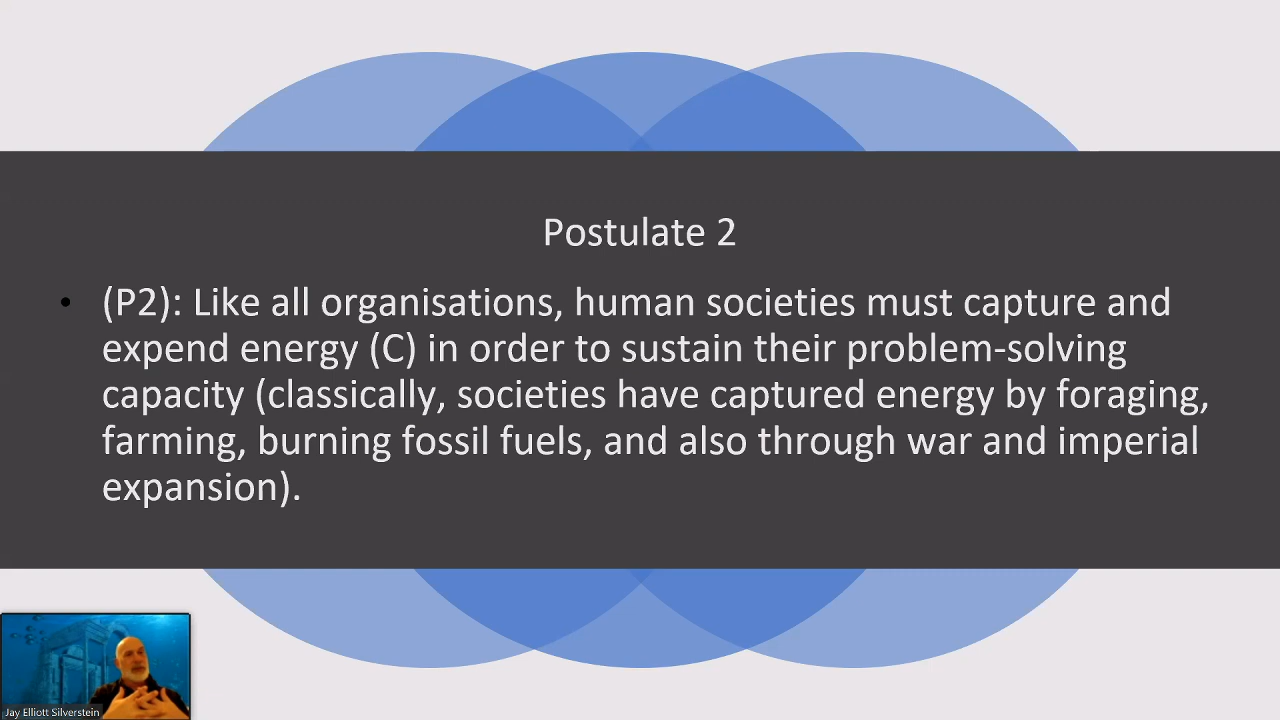 Postulate 2
• (P2): Like all organisations, human societies must capture and
expend energy (C) in order to sustain their problem-solving
capacity (classically, societies have captured energy by foraging,
farming, burning fossil fuels, and also through war and imperial
expansion).
Jay Elliott Silverstein